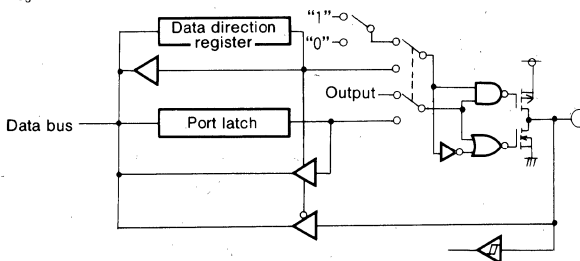 Data direction
register
“1”
“0”
Output
Data bus
Port latch